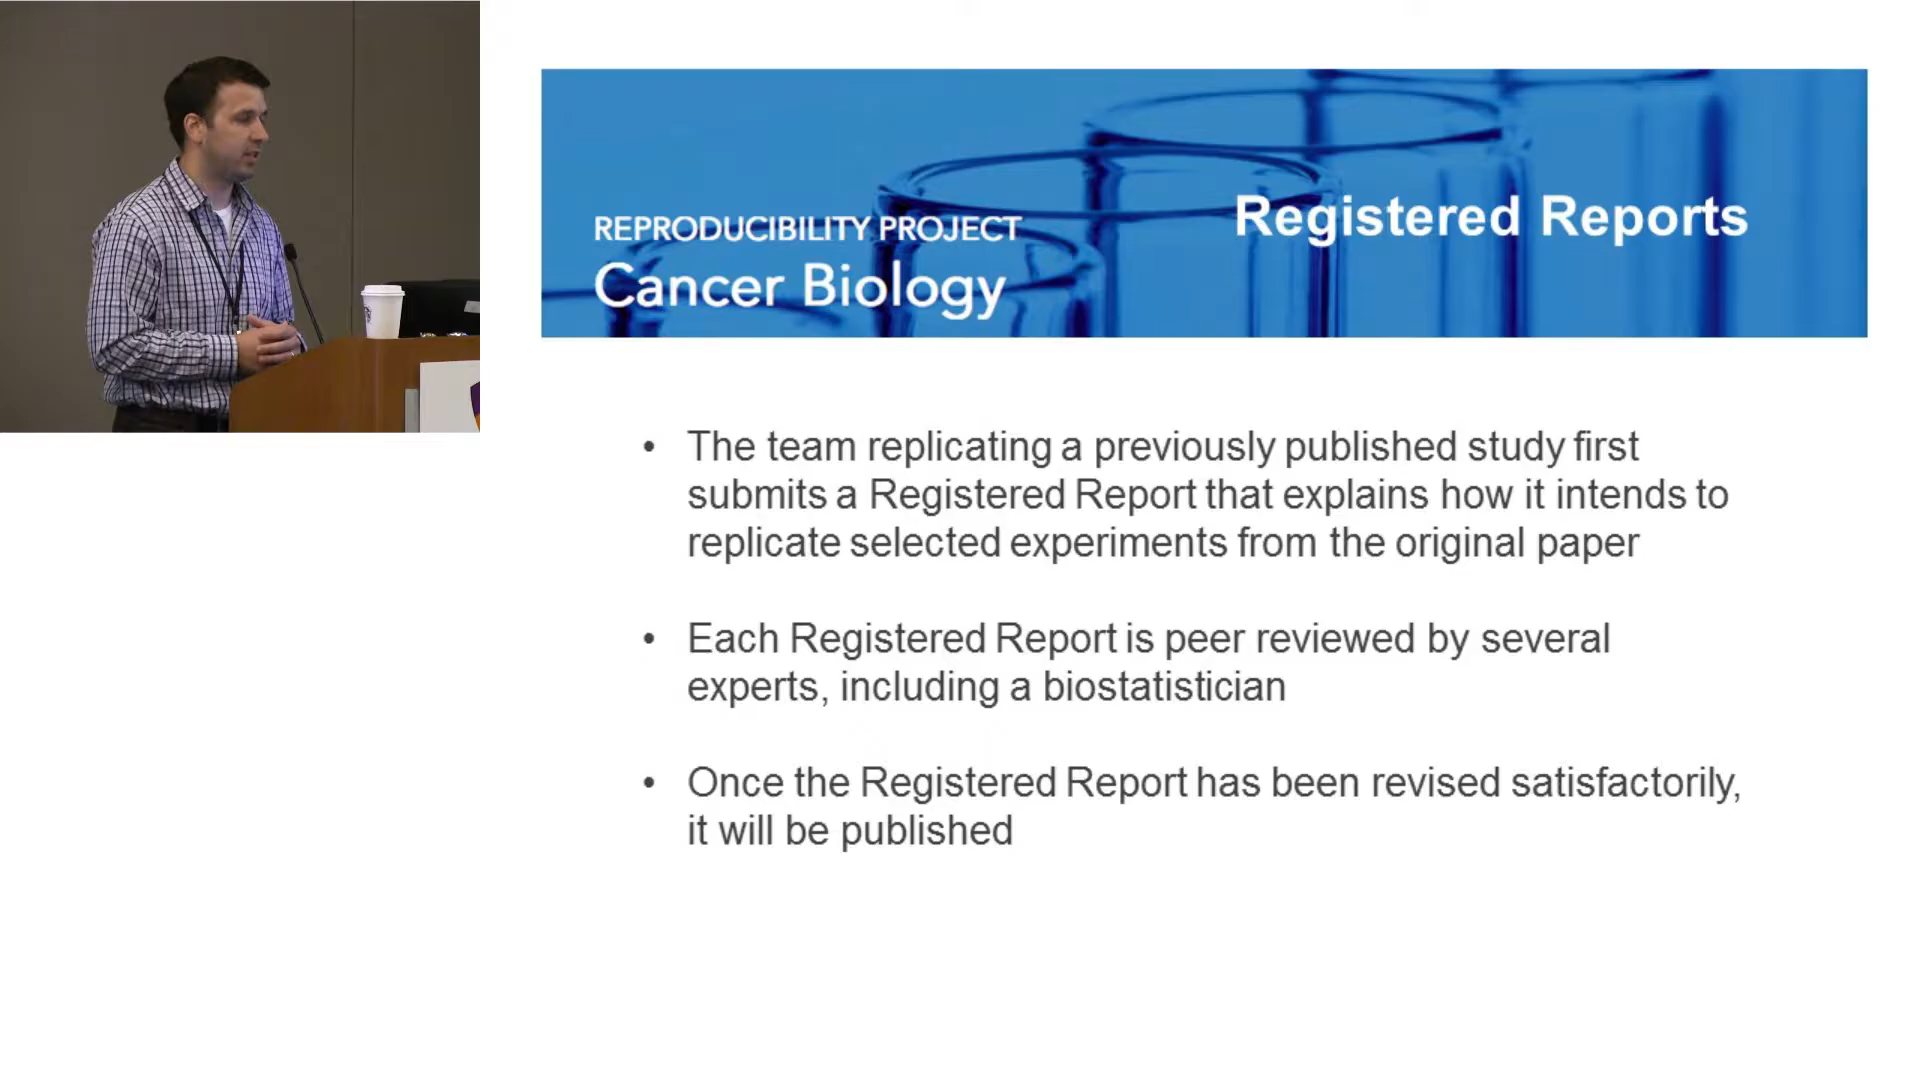 REPRODUCIBILITY PROJECT
Cancer Biology
Registered Reports
• The team replicating a previously published study first
submits a Registered Report that explains how it intends to
replicate selected experiments from the original paper
• Each Registered Report is peer reviewed by several
experts, including a biostatistician
• Once the Registered Report has been revised satisfactorily,
it will be published